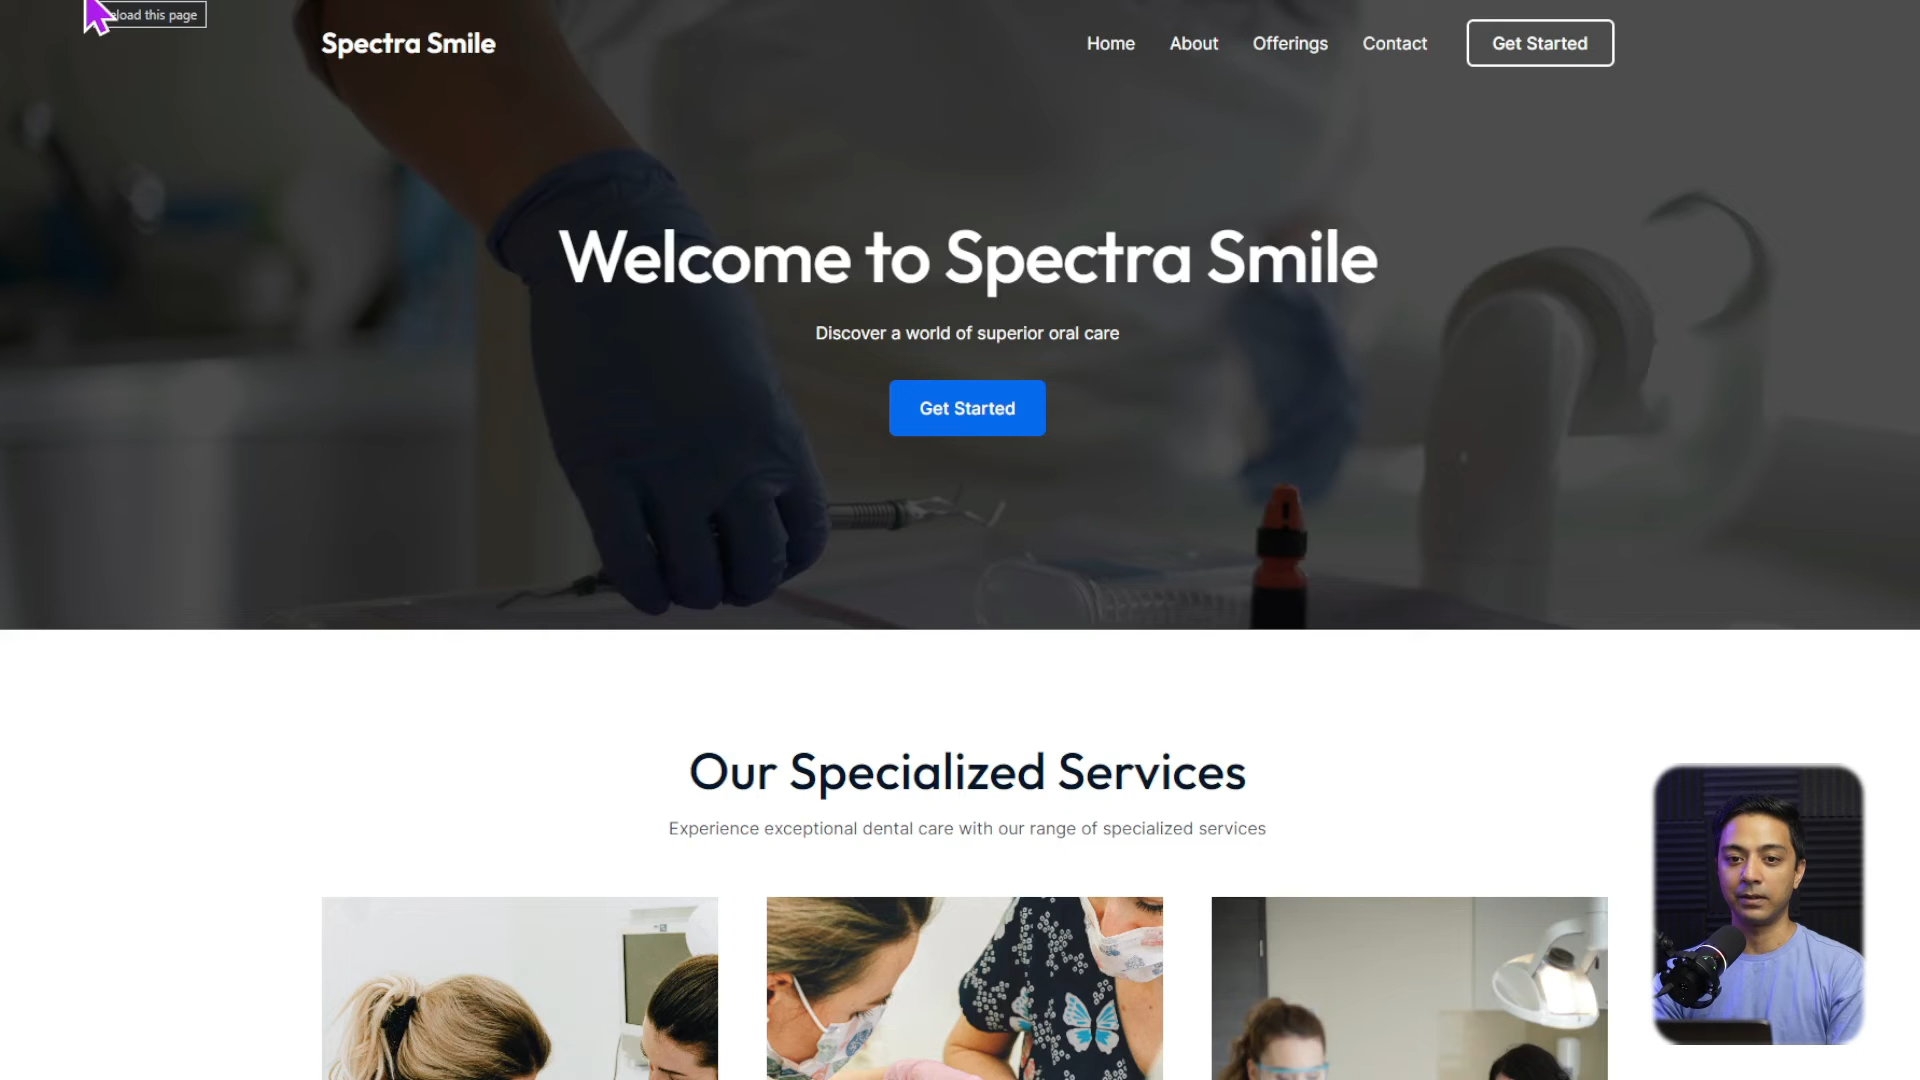 load this page
Spectra Smile
Home
About
Offerings
Contact
Get Started
Welcome to Spectra Smile
Discover a world of superior oral care
Get Started
Our Specialized Services
Experience exceptional dental care with our range of specialized services